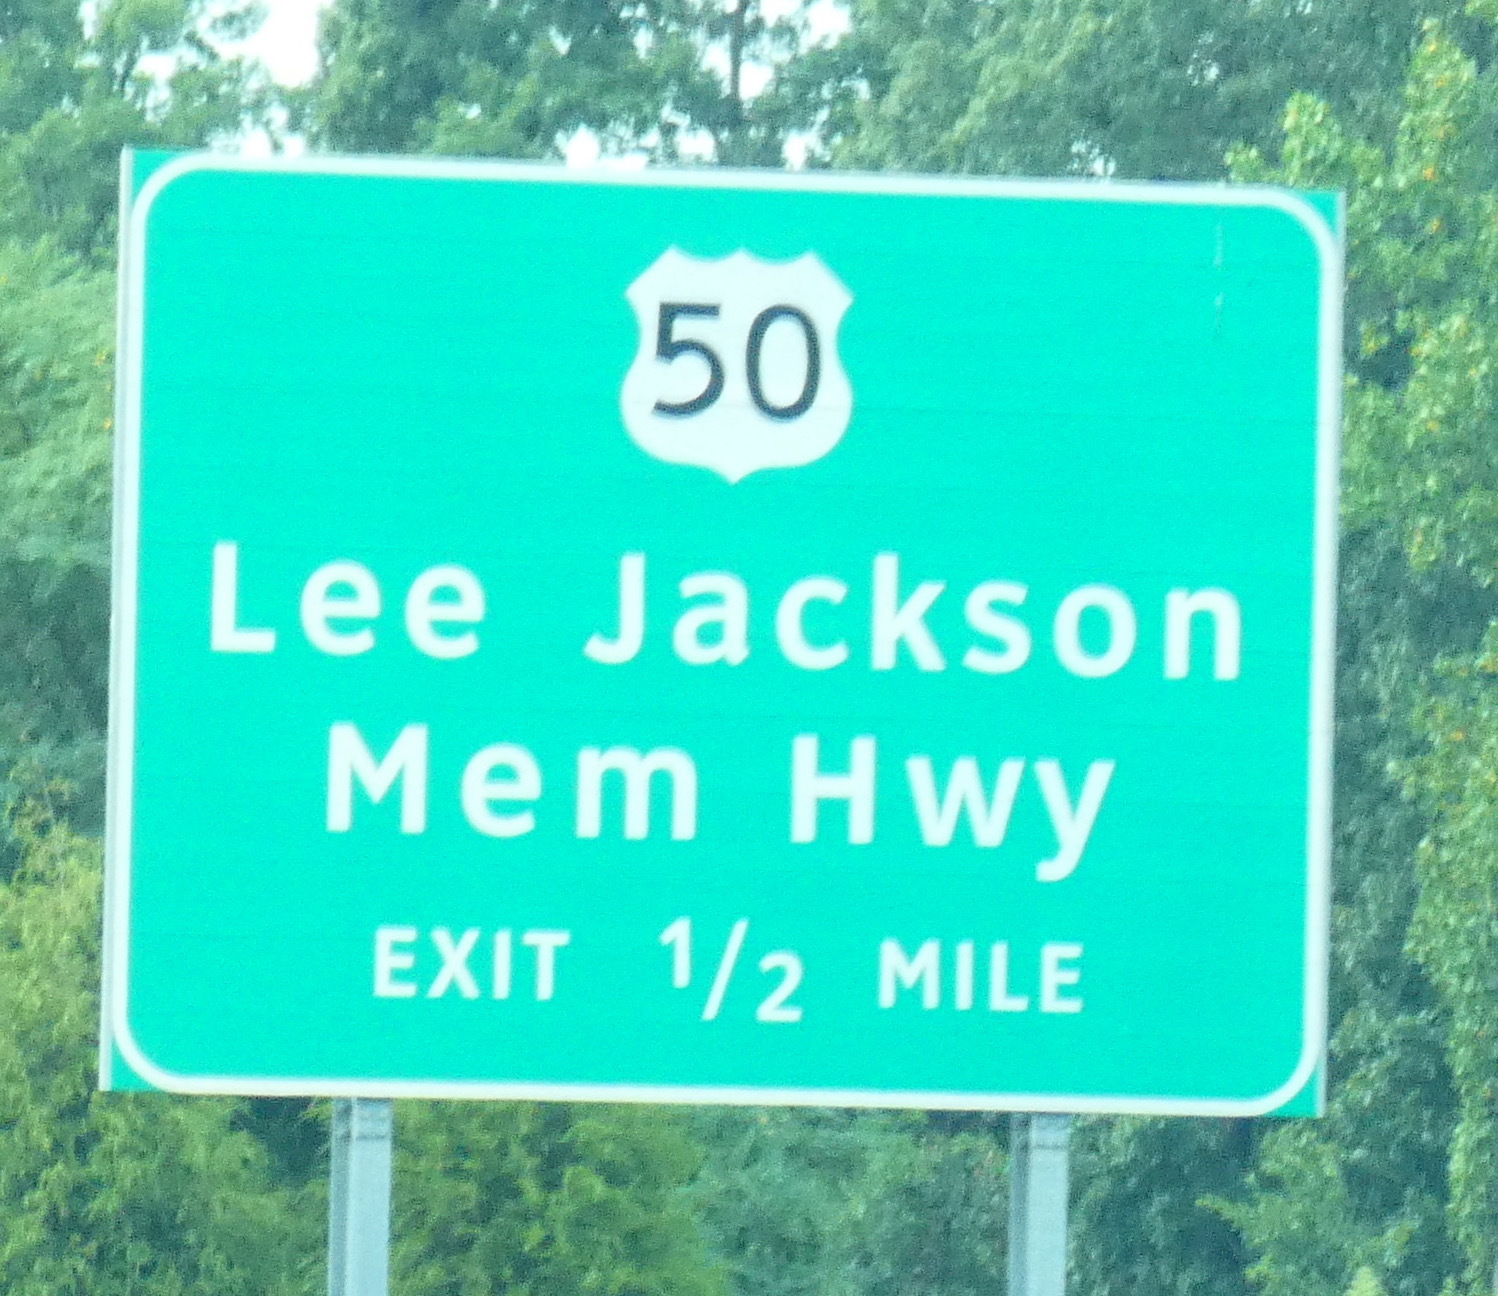 50
Lee Jackson
Mem Hwy
EXIT 1/2 MILE